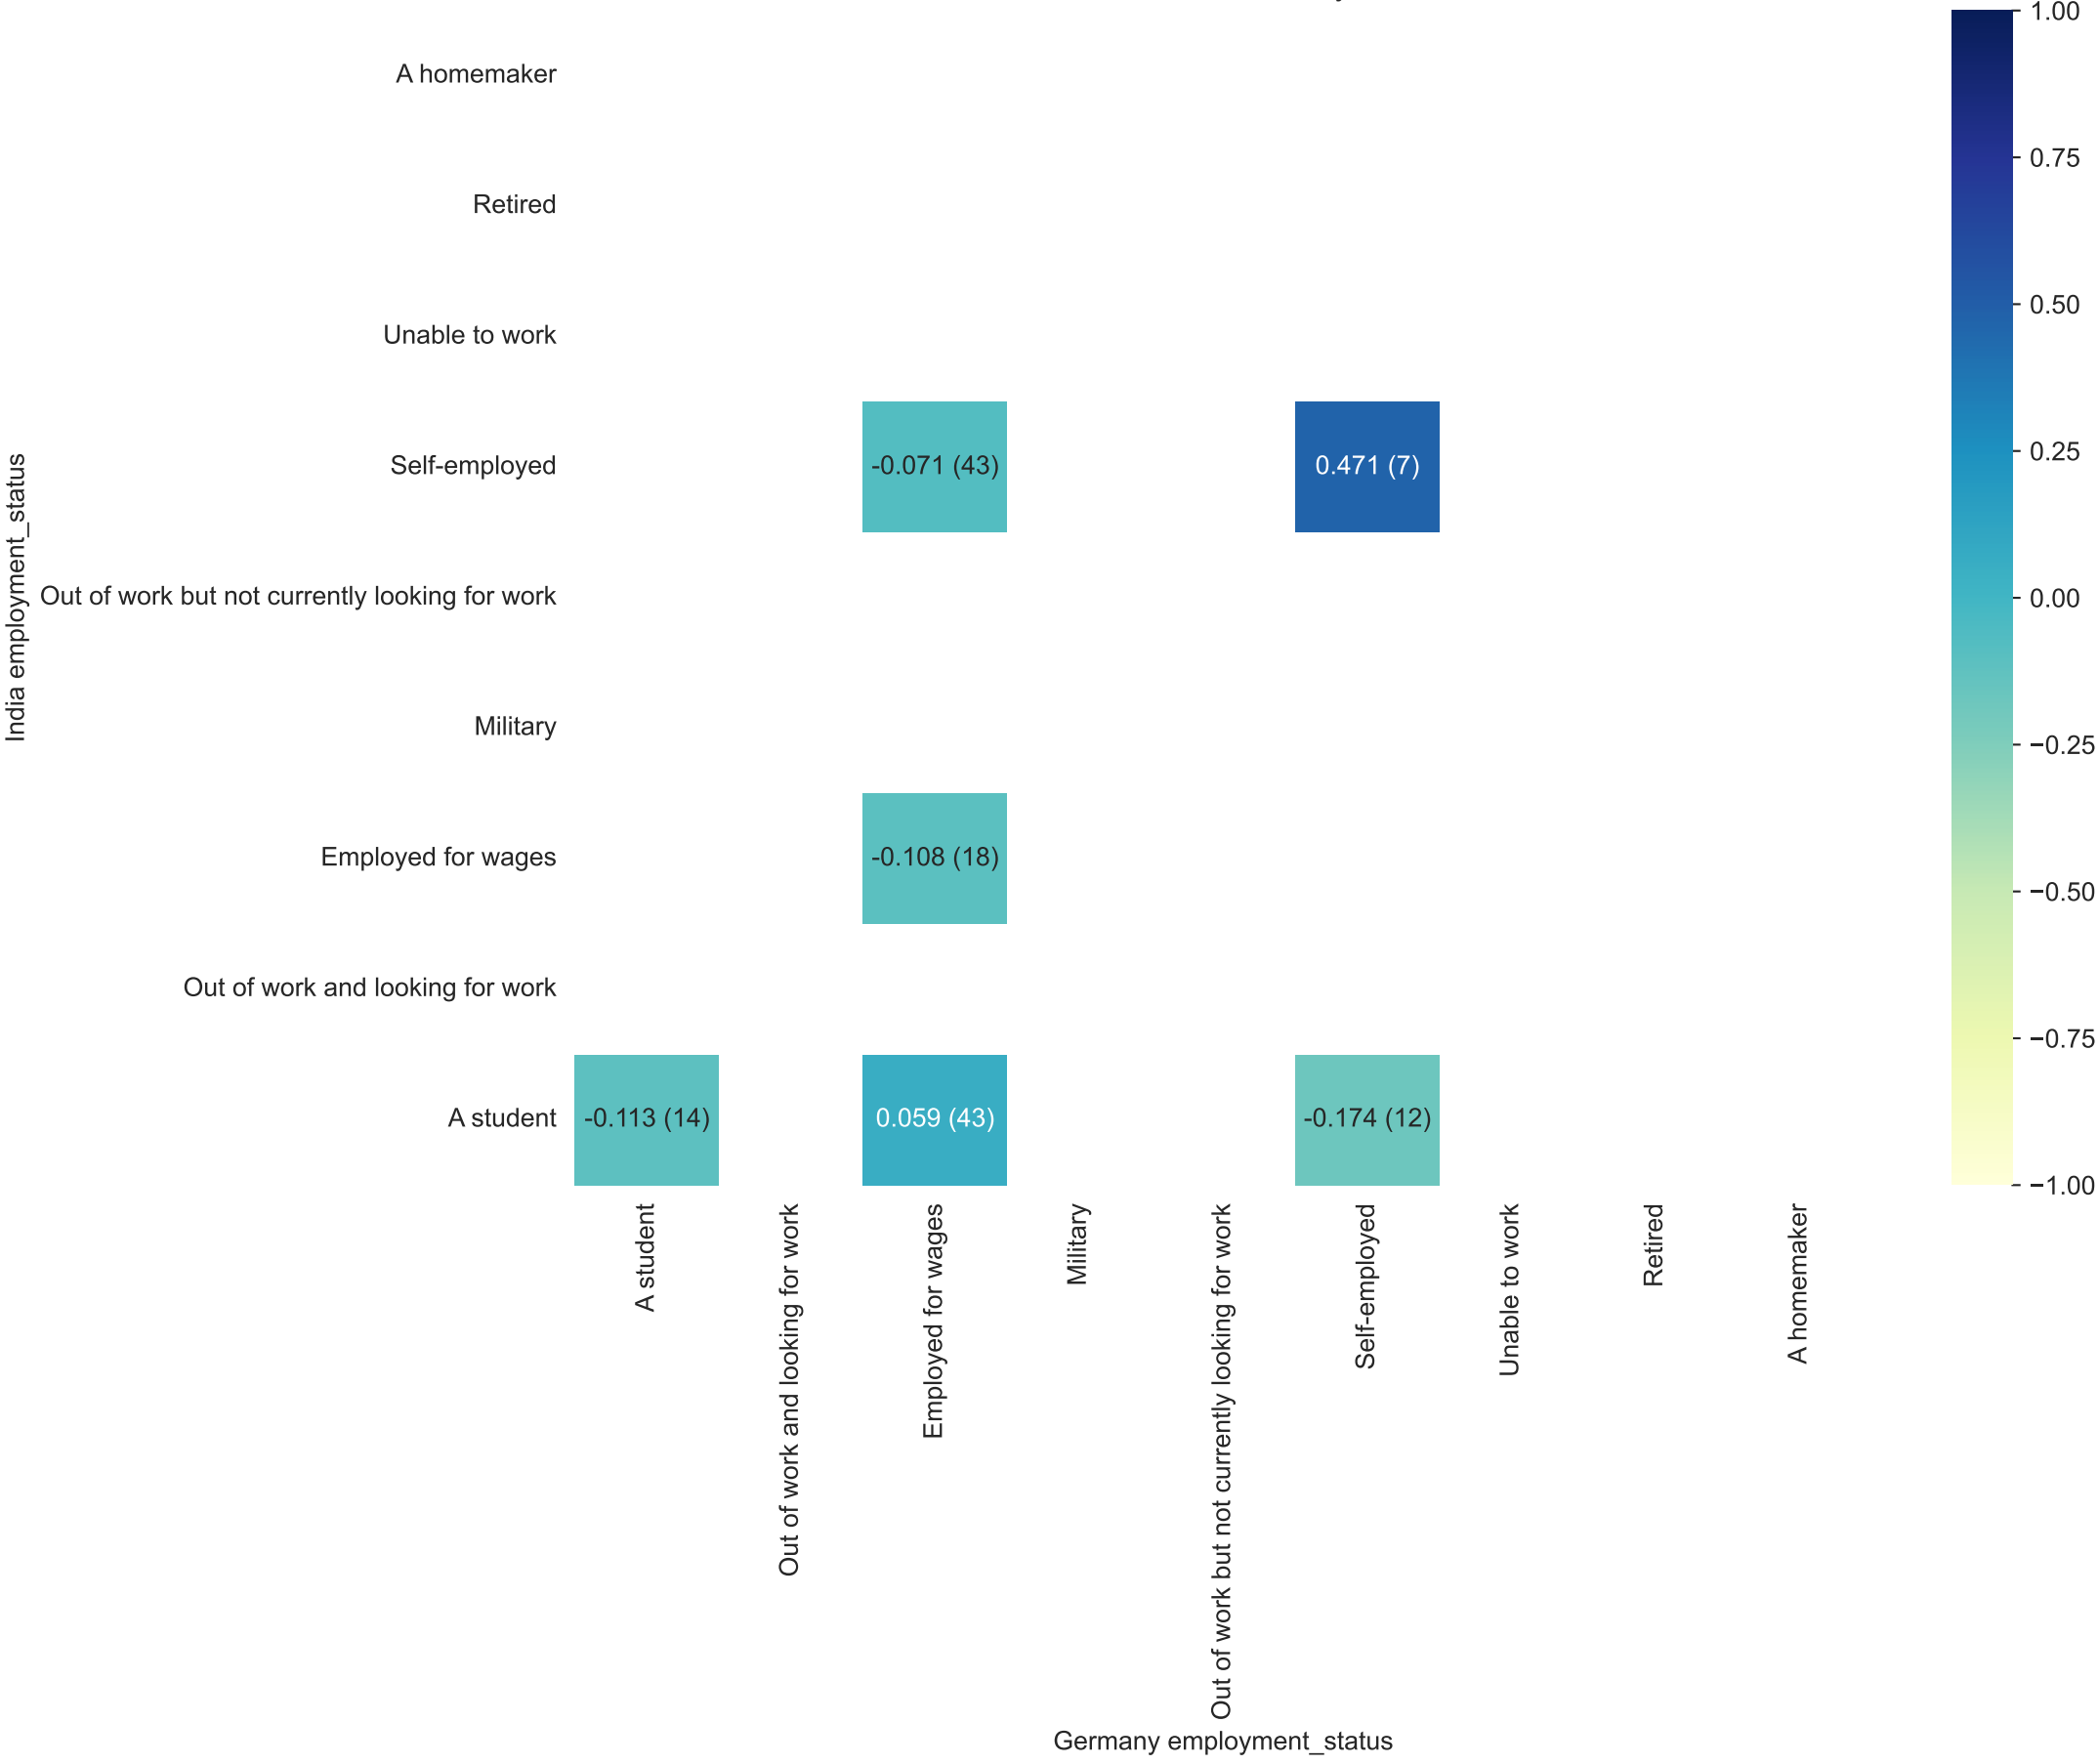 1.00
A homemaker
0.75
Retired
0.50
Unable to work
0.25
Self-employed
-0.071 (43)
0.471 (7)
India employment_status
Out of work but not currently looking for work
0.00
Military
−0.25
Employed for wages
-0.108 (18)
−0.50
Out of work and looking for work
−0.75
A student
-0.113 (14)
0.059 (43)
-0.174 (12)
−1.00
A student
Out of work and looking for work
Employed for wages
Military
Out of work but not currently looking for work
Self-employed
Unable to work
Retired
A homemaker
Germany employment_status